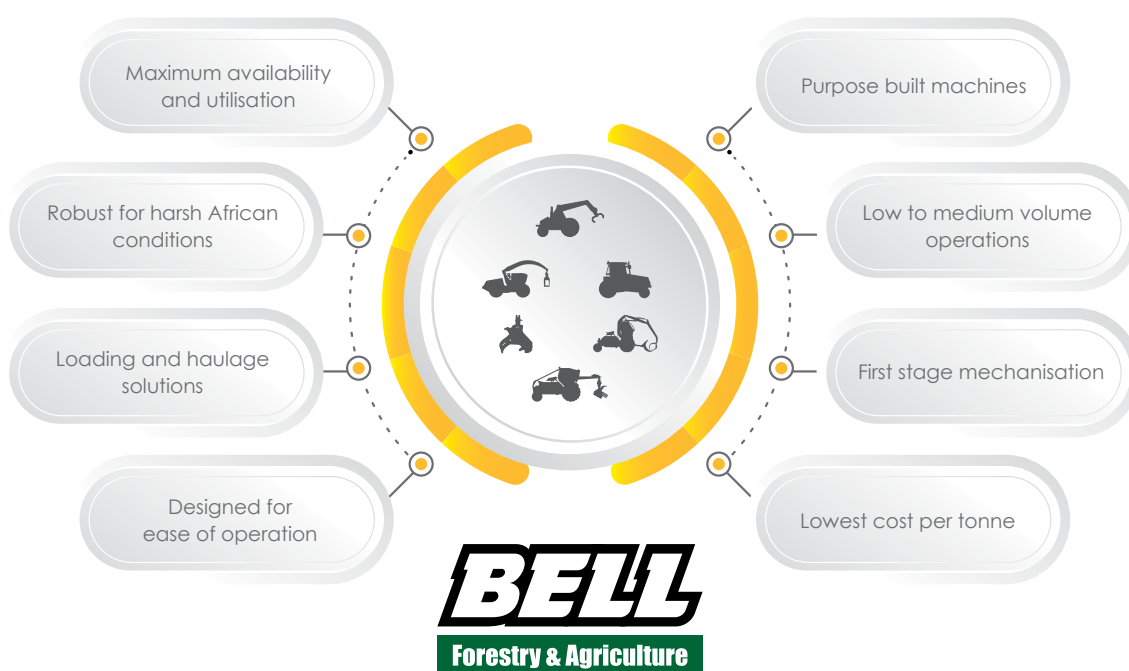 Maximum availability
and utilisation
Robust for harsh African
conditions
Loading and haulage
solutions
Designed for
ease of operation
Purpose built machines
Low to medium volume
operations
First stage mechanisation
Lowest cost per tonne
BELL
Forestry & Agriculture